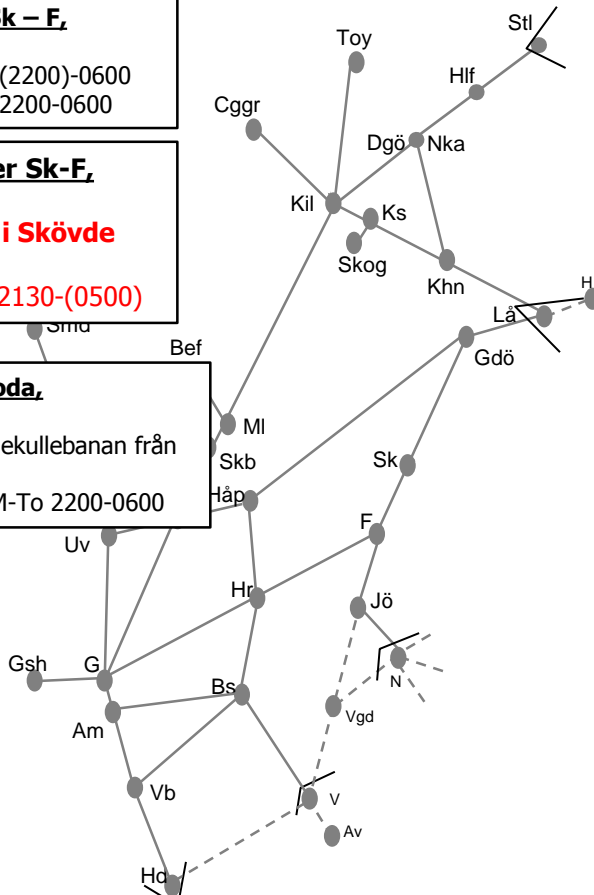 Sk – F,
(2200)-0600
2200-0600
er Sk-F,
i Skövde
2130-(0500)
oda,
ekullebanan från
M-To 2200-0600
Stl
Toy
Hlf
Cggr
Dgö
Nka
Kil
Ks
Skog
Khn
H
Lå
Smd
Bef
Gdö
Ml
Skb
Sk
Håp
F
Uv
Hr
Jö
Gsh
G
Bs
N
Am
Vgd
Vb
V
Av
Hd